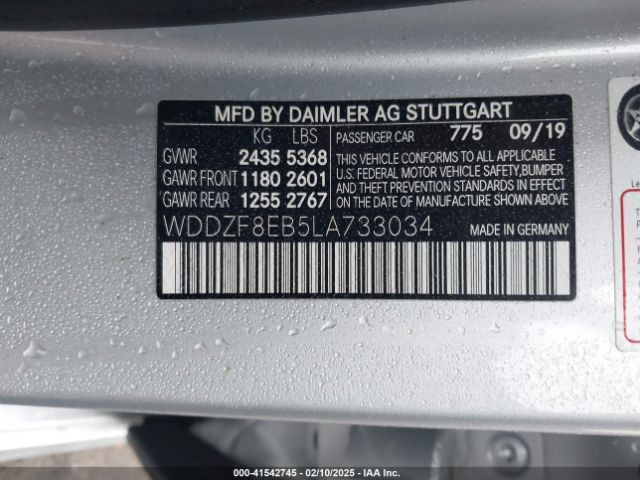 MFD BY DAIMLER AG STUTTGART
KG LBS
GVWR 2435 5368
GAWR FRONT 1180 2601
GAWR REAR 1255 2767
PASSENGER CAR 775 09/19
THIS VEHICLE CONFORMS TO ALL APPLICABLE
U.S. FEDERAL MOTOR VEHICLE SAFETY,BUMPER
AND THEFT PREVENTION STANDARDS IN EFFECT
ON THE DATE OF MANUFACTURE SHOWN ABOVE
WDDZF8EB5LA733034 MADE IN GERMANY
000-41542745 - 02/10/2025 - IAA Inc.